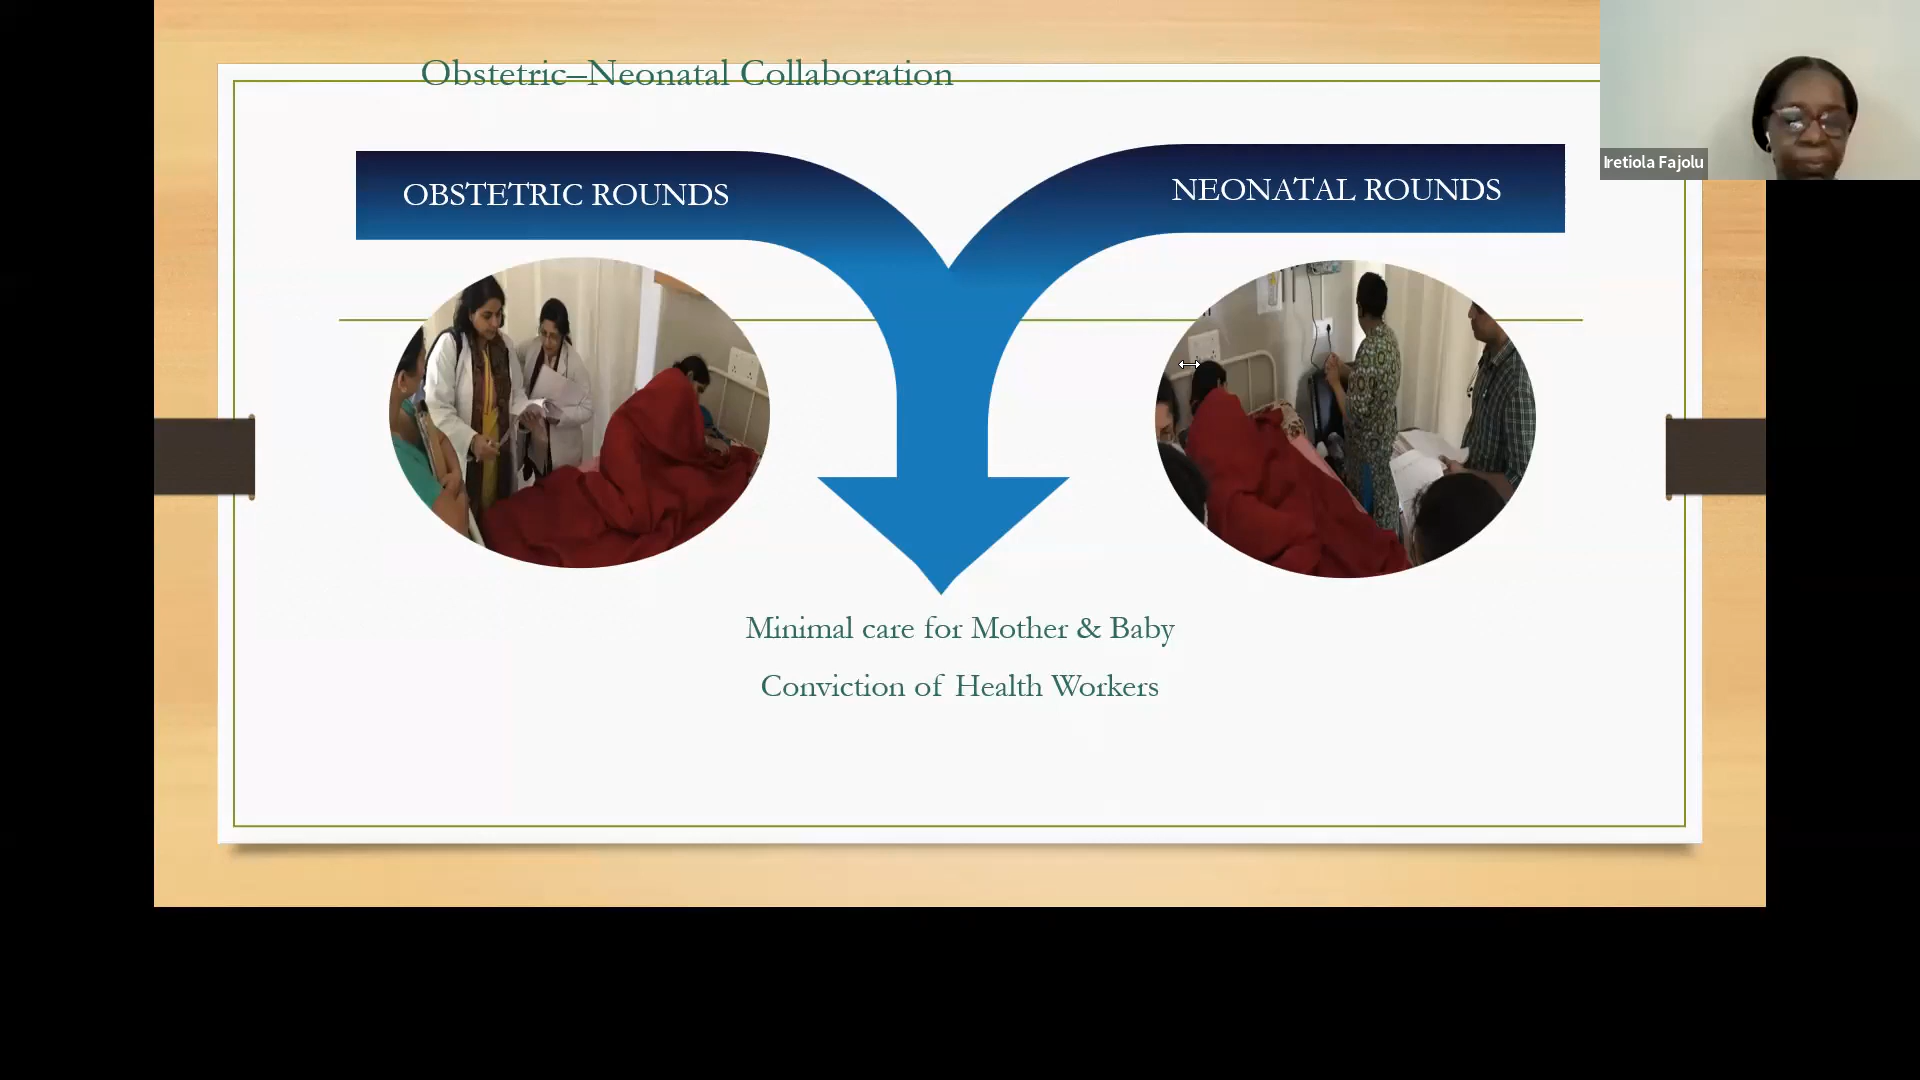 Obstetric–Neonatal Collaboration
OBSTETRIC ROUNDS
NEONATAL ROUNDS
Iretiola Fajolu
Minimal care for Mother & Baby
Conviction of Health Workers